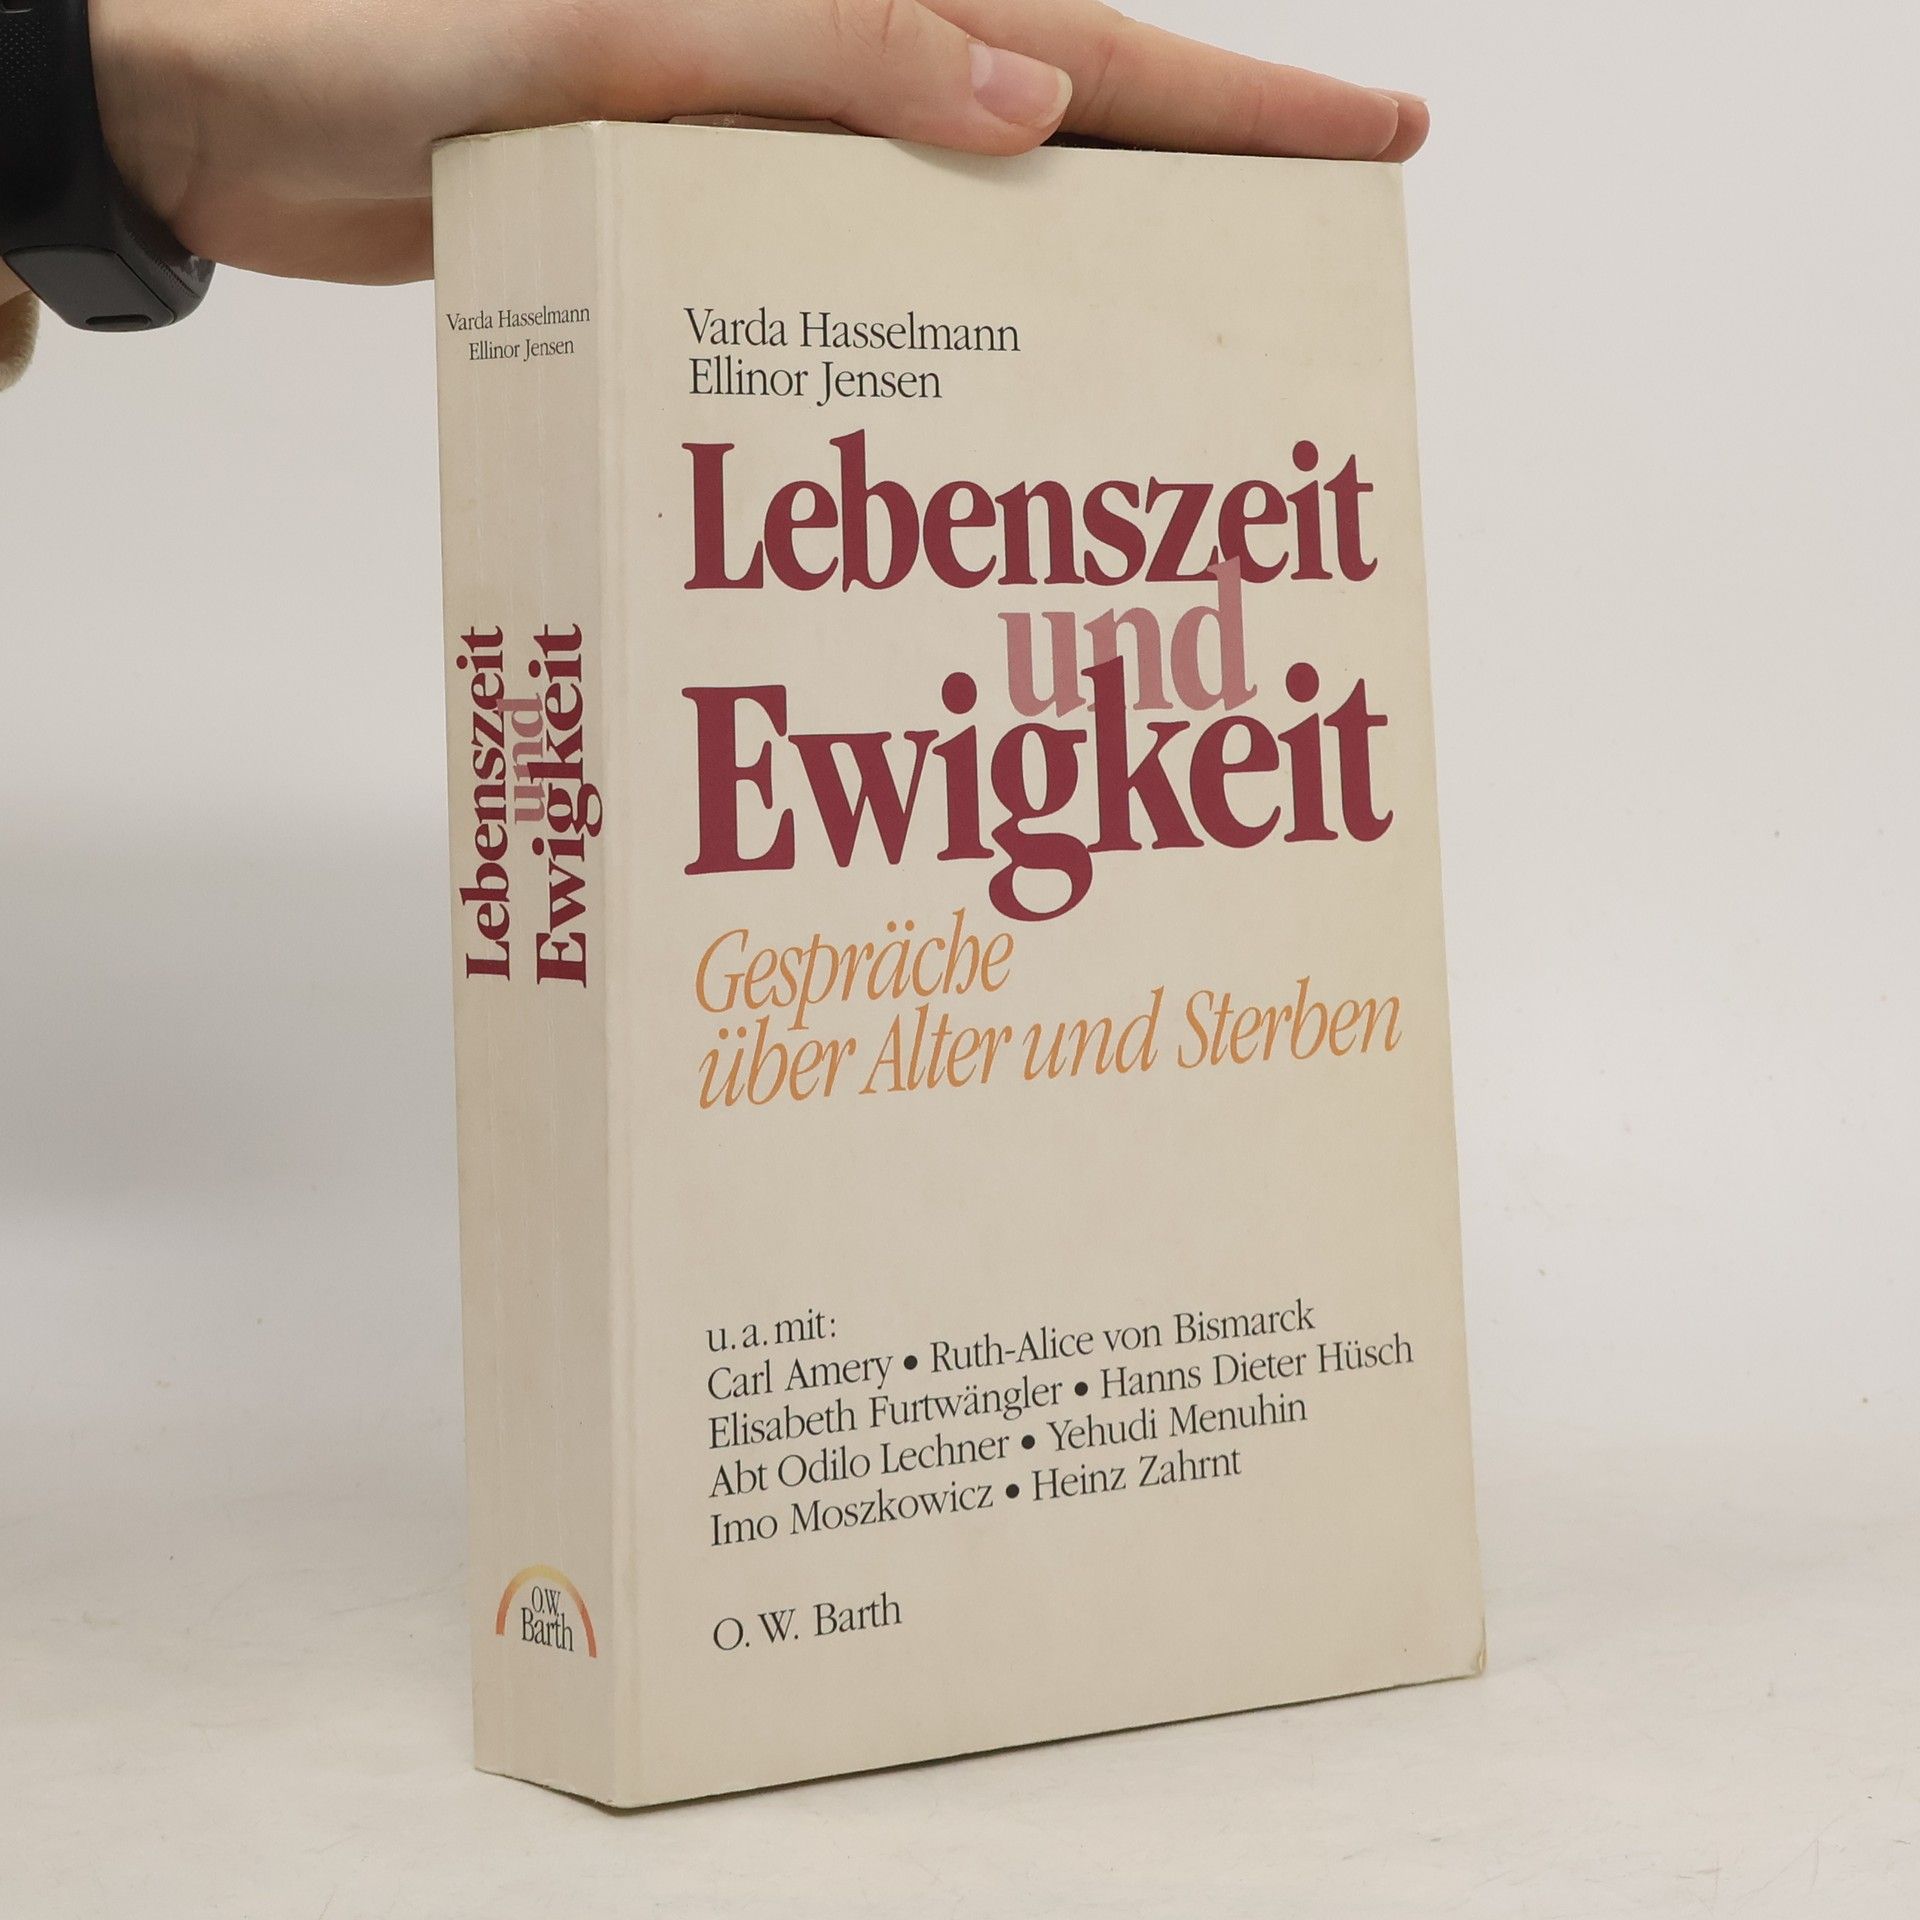 Varda Hasselmann
Ellinor Jensen
Lebenszeit
und
Ewigkeit
O.W.
Barth
Varda Hasselmann
Ellinor Jensen
Lebenszeit
und
Ewigkeit
Gespräche
über Alter und Sterben
u. a. mit:
Carl Amery • Ruth-Alice von Bismarck
Elisabeth Furtwängler • Hanns Dieter Hüsch
Abt Odilo Lechner • Yehudi Menuhin
Imo Moszkowicz • Heinz Zahrnt
O. W. Barth